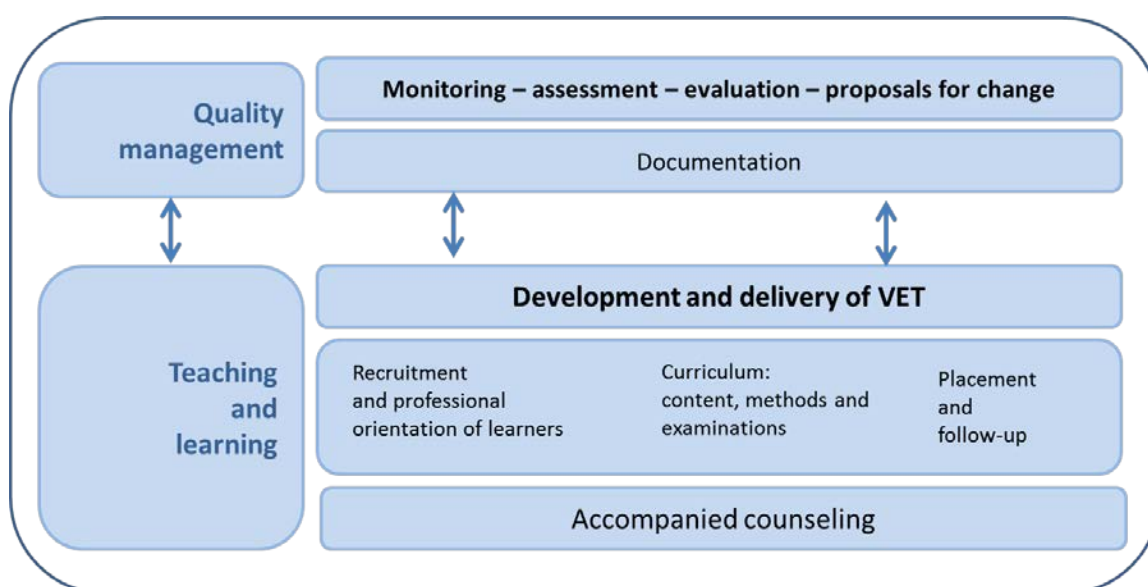 Quality
management
Monitoring – assessment – evaluation – proposals for change
Documentation
Teaching
and
learning
Development and delivery of VET
Recruitment
and professional
orientation of learners
Curriculum:
content, methods and
examinations
Placement
and
follow-up
Accompanied counseling